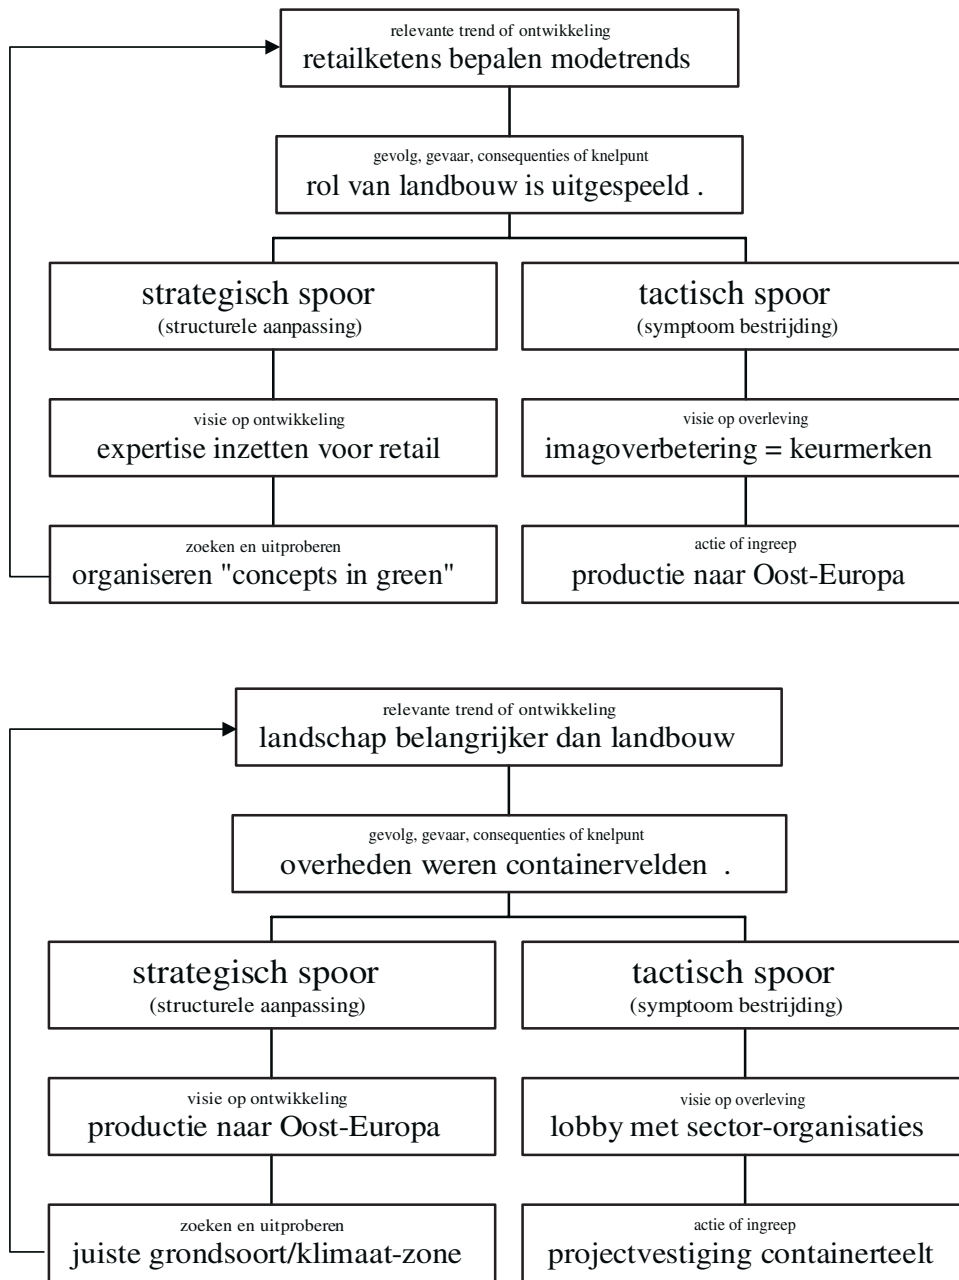 relevante trend of ontwikkeling
retailketens bepalen modetrends
gevolg, gevaar, consequenties of knelpunt
rol van landbouw is uitgespeeld .
strategisch spoor
(structurele aanpassing)
tactisch spoor
(symptoom bestrijding)
visie op ontwikkeling
expertise inzetten voor retail
visie op overleving
imagoverbetering = keurmerken
zoeken en uitproberen
organiseren "concepts in green"
actie of ingreep
productie naar Oost-Europa
relevante trend of ontwikkeling
landschap belangrijker dan landbouw
gevolg, gevaar, consequenties of knelpunt
overheden weren containervelden .
strategisch spoor
(structurele aanpassing)
tactisch spoor
(symptoom bestrijding)
visie op ontwikkeling
productie naar Oost-Europa
visie op overleving
lobby met sector-organisaties
zoeken en uitproberen
juiste grondsoort/klimaat-zone
actie of ingreep
projectvestiging containerteelt